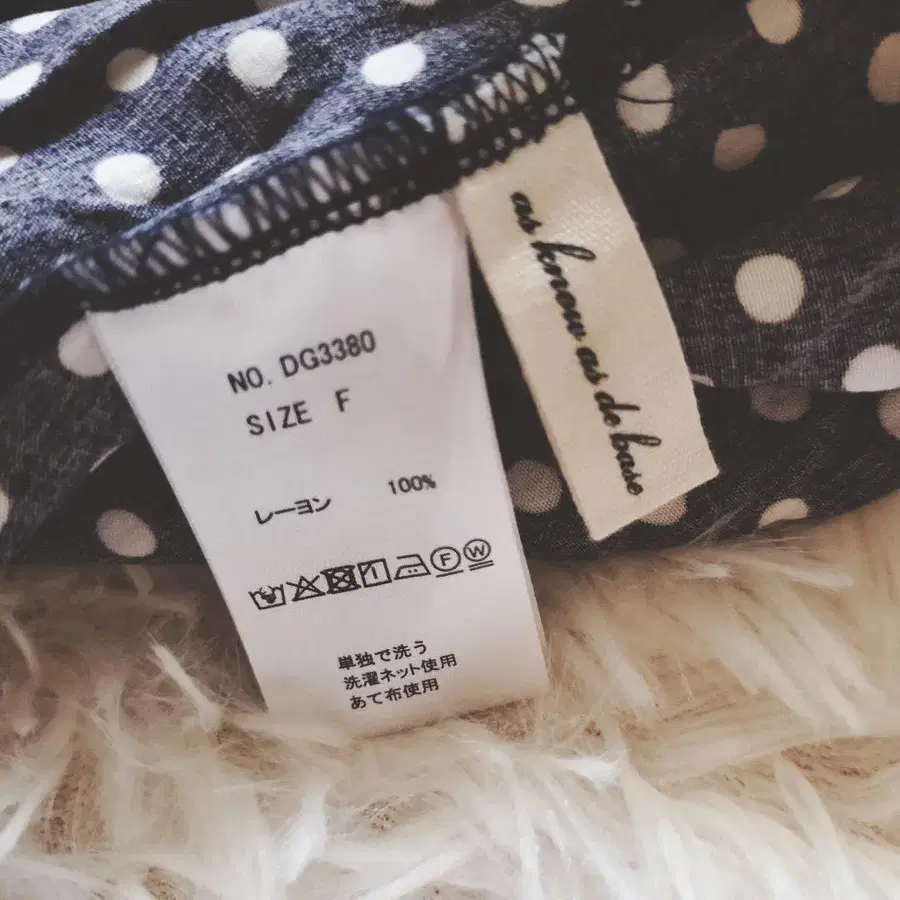 NO. DG3380
SIZE F
レーヨン 100%
F W
単独で洗う
洗濯ネット使用
あて布使用
as know as de base